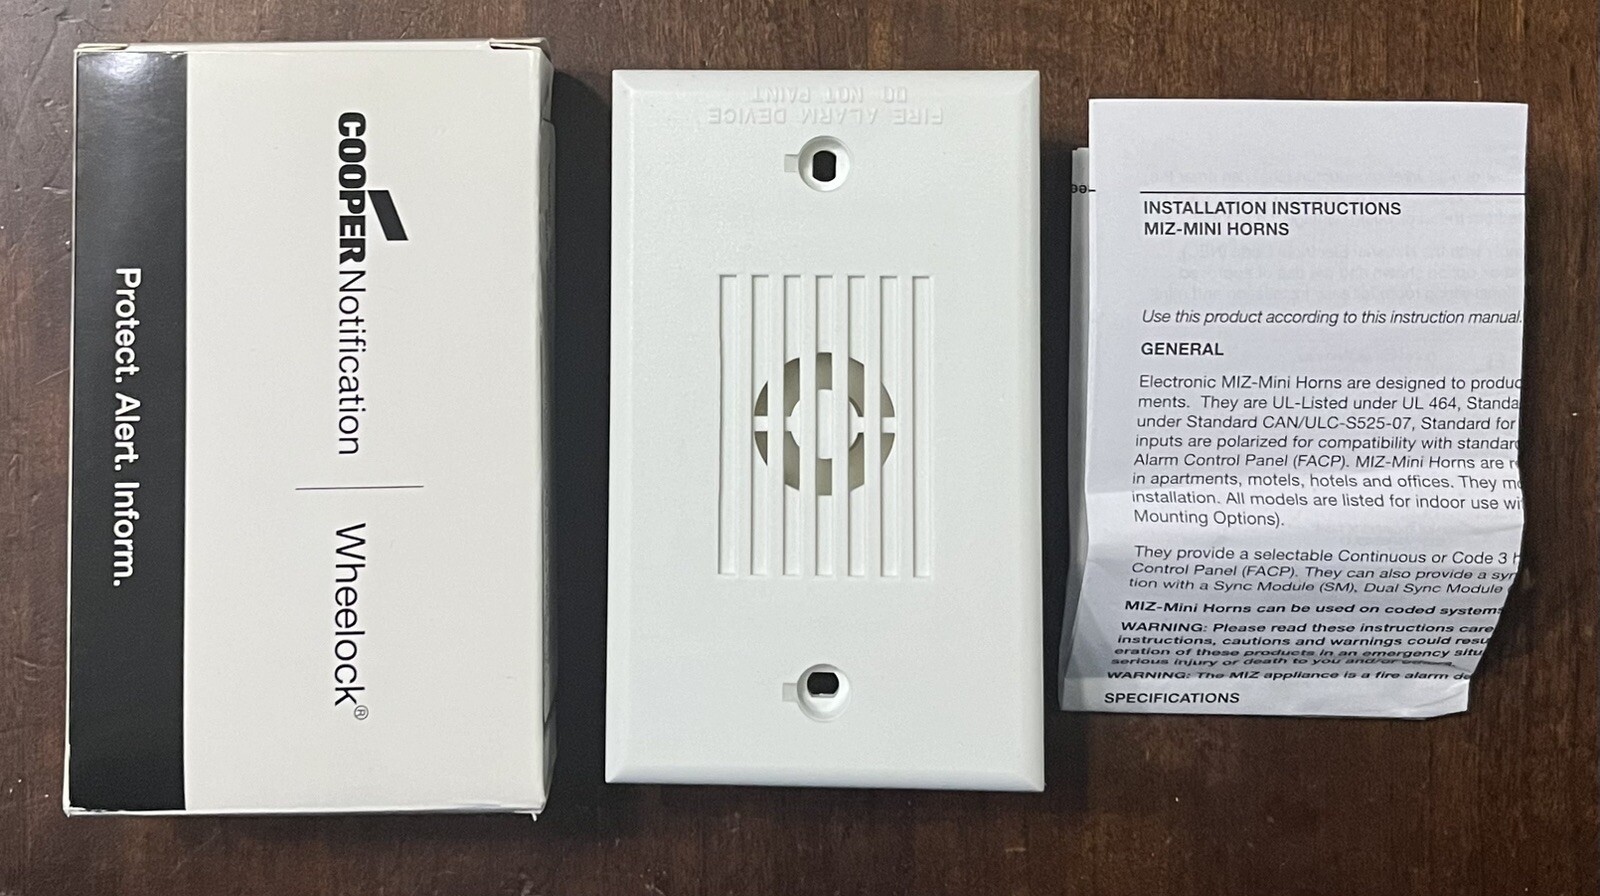 COOPER Notification
Wheelock®
Protect. Alert. Inform.
FIRE ALARM DEVICE
DO NOT PAINT
INSTALLATION INSTRUCTIONS
MIZ-MINI HORNS
Use this product according to this instruction manual.
GENERAL
Electronic MIZ-Mini Horns are designed to produc
ments. They are UL-Listed under UL 464, Standa
under Standard CAN/ULC-S525-07, Standard for
inputs are polarized for compatibility with standard
Alarm Control Panel (FACP). MIZ-Mini Horns are r
in apartments, motels, hotels and offices. They mo
installation. All models are listed for indoor use wi
Mounting Options).
They provide a selectable Continuous or Code 3 h
Control Panel (FACP). They can also provide a syn
tion with a Sync Module (SM), Dual Sync Module
MIZ-Mini Horns can be used on coded systems
WARNING: Please read these instructions care
instructions, cautions and warnings could resu
eration of these products in an emergency situ
serious injury or death to you and/or others.
WARNING: The MIZ appliance is a fire alarm de
SPECIFICATIONS